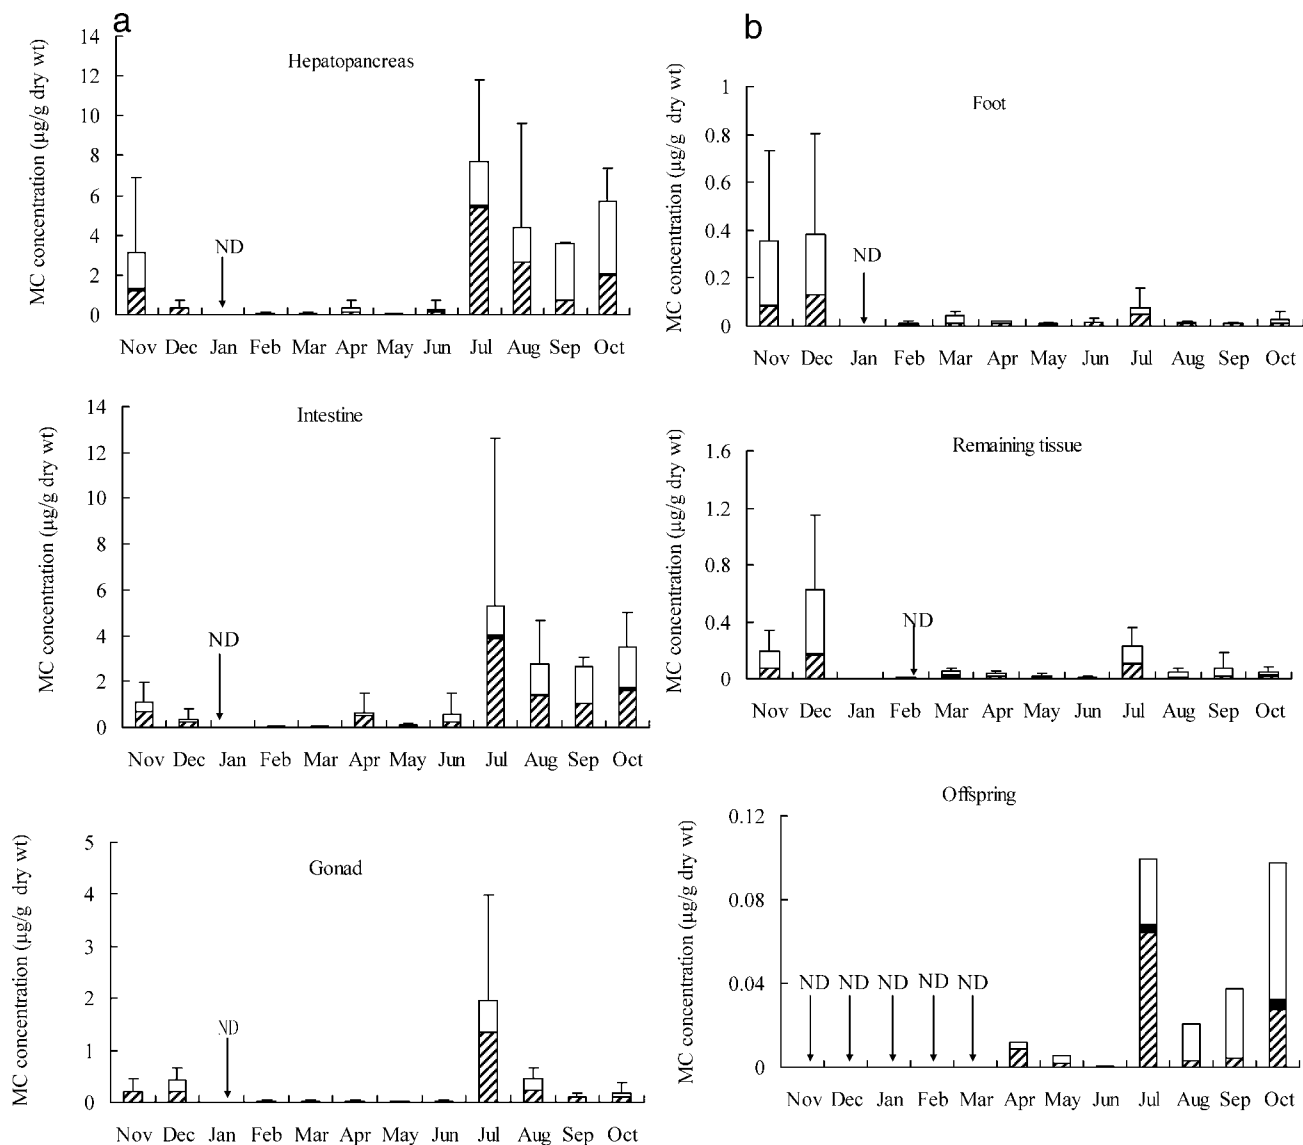 a
MC concentration (µg/g dry wt)
Hepatopancreas
14
12
10
8
6
4
2
0
ND
Nov Dec Jan Feb Mar Apr May Jun Jul Aug Sep Oct
MC concentration (µg/g dry wt)
Intestine
14
12
10
8
6
4
2
0
ND
Nov Dec Jan Feb Mar Apr May Jun Jul Aug Sep Oct
MC concentration (µg/g dry wt)
Gonad
5
4
3
2
1
0
ND
Nov Dec Jan Feb Mar Apr May Jun Jul Aug Sep Oct
b
MC concentration (µg/g dry wt)
Foot
1
0.8
0.6
0.4
0.2
0
ND
Nov Dec Jan Feb Mar Apr May Jun Jul Aug Sep Oct
MC concentration (µg/g dry wt)
Remaining tissue
1.6
1.2
0.8
0.4
0
ND
Nov Dec Jan Feb Mar Apr May Jun Jul Aug Sep Oct
MC concentration (µg/g dry wt)
Offspring
0.12
0.08
0.04
0
ND ND ND ND ND
Nov Dec Jan Feb Mar Apr May Jun Jul Aug Sep Oct